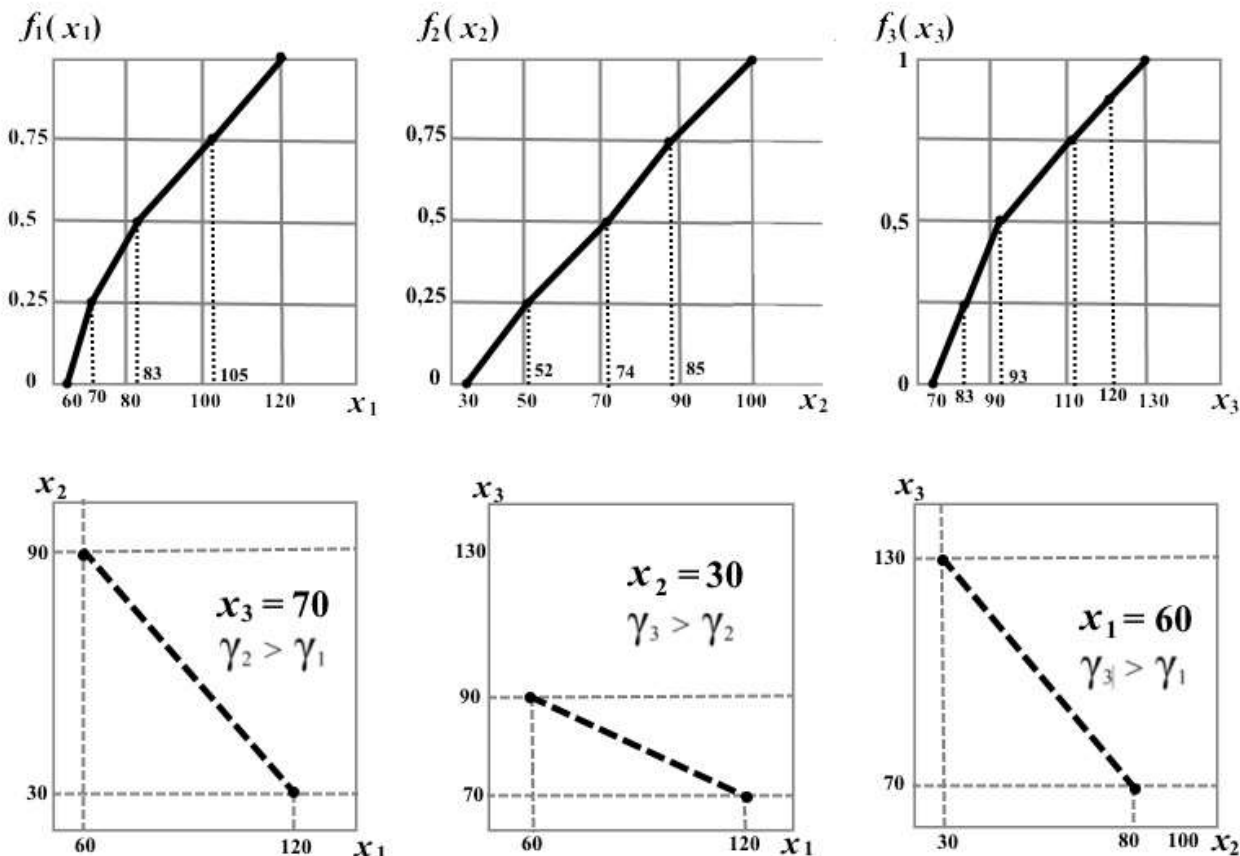 f₁(x₁)
0,75
0,5
0,25
0
60 70 80 100 120 x₁
83 105
f₂(x₂)
0,75
0,5
0,25
0
30 50 70 90 100 x₂
52 74 85
f₃(x₃)
1
0,5
0
70 83 90 110 120 130 x₃
93
x₂
90
30
60 120 x₁
x₃ = 70
γ₂ > γ₁
x₃
130
90
70
60 120 x₁
x₂ = 30
γ₃ > γ₂
x₃
130
70
30 80 100 x₂
x₁ = 60
γ₃ > γ₁